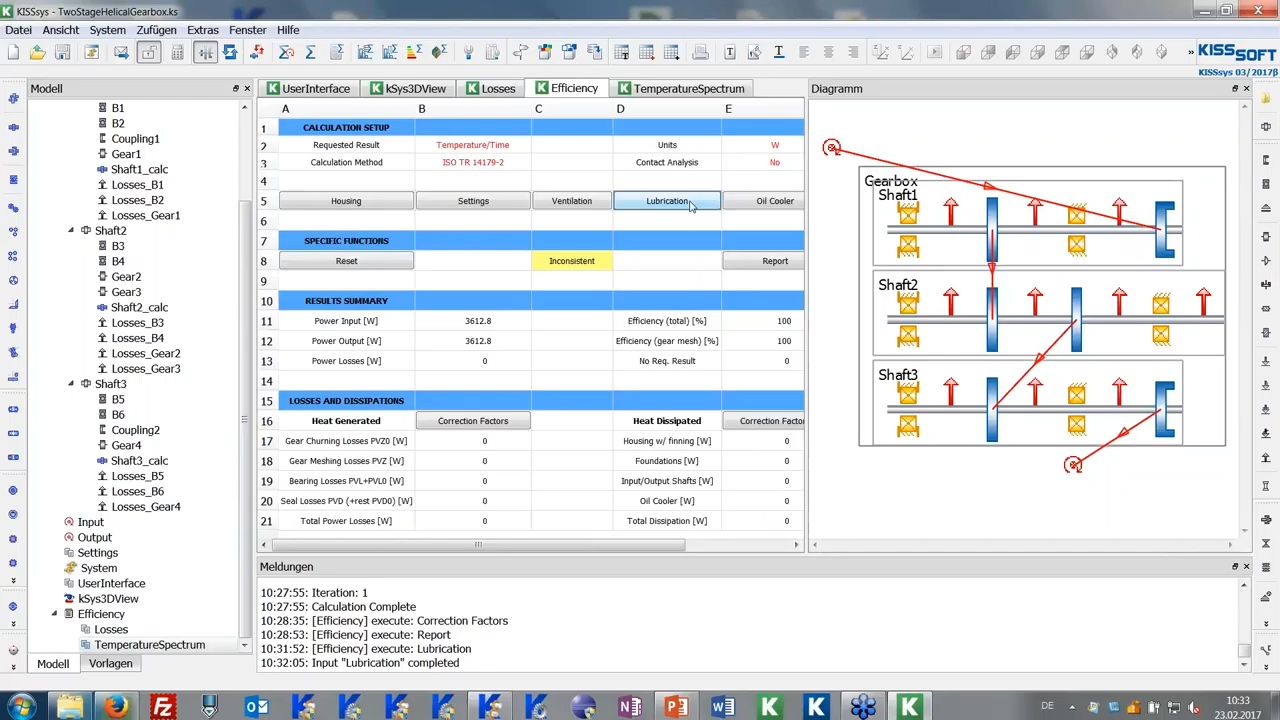 KISSsys - TwoStageHelicalGearbox.ks
Datei Ansicht System Zufügen Extras Fenster Hilfe
KISSSOFT
KISSsys 03/2017β
Modell
B1
B2
Coupling1
Gear1
Shaft1_calc
Losses_B1
Losses_B2
Losses_Gear1
Shaft2
B3
B4
Gear2
Gear3
Shaft2_calc
Losses_B3
Losses_B4
Losses_Gear2
Losses_Gear3
Shaft3
B5
B6
Coupling2
Gear4
Shaft3_calc
Losses_B5
Losses_B6
Losses_Gear4
Input
Output
Settings
System
UserInterface
kSys3DView
Efficiency
Losses
TemperatureSpectrum
Modell Vorlagen
UserInterface kSys3DView Losses Efficiency TemperatureSpectrum
A B C D E
1 CALCULATION SETUP
2 Requested Result Temperature/Time Units W
3 Calculation Method ISO TR 14179-2 Contact Analysis No
4
5 Housing Settings Ventilation Lubrication Oil Cooler
6
7 SPECIFIC FUNCTIONS
8 Reset Inconsistent Report
9
10 RESULTS SUMMARY
11 Power Input [W] 3612.8 Efficiency (total) [%] 100
12 Power Output [W] 3612.8 Efficiency (gear mesh) [%] 100
13 Power Losses [W] 0 No Req. Result 0
14
15 LOSSES AND DISSIPATIONS
16 Heat Generated Correction Factors Heat Dissipated Correction Facto
17 Gear Churning Losses PVZ0 [W] 0 Housing w/ finning [W] 0
18 Gear Meshing Losses PVZ [W] 0 Foundations [W] 0
19 Bearing Losses PVL+PVL0 [W] 0 Input/Output Shafts [W] 0
20 Seal Losses PVD (+rest PVD0) [W] 0 Oil Cooler [W] 0
21 Total Power Losses [W] 0 Total Dissipation [W] 0
Diagramm
Gearbox
Shaft1
Shaft2
Shaft3
Meldungen
10:27:55: Iteration: 1
10:27:55: Calculation Complete
10:28:35: [Efficiency] execute: Correction Factors
10:28:53: [Efficiency] execute: Report
10:31:52: [Efficiency] execute: Lubrication
10:32:05: Input "Lubrication" completed
DE
10:33
23.02.2017